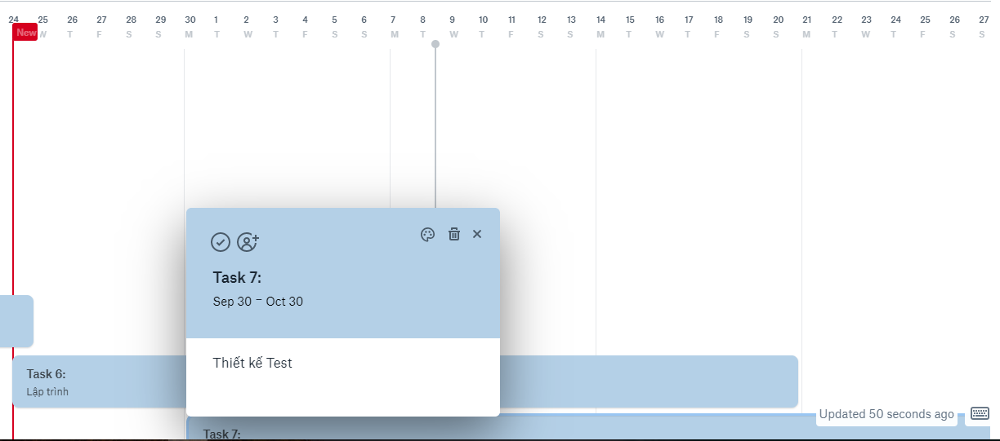 24 25 26 27 28 29 30 1 2 3 4 5 6 7 8 9 10 11 12 13 14 15 16 17 18 19 20 21 22 23 24 25 26 27
New W T F S S M T W T F S S M T W T F S S M T W T F S S M T W T F S S
Task 7:
Sep 30 – Oct 30
Thiết kế Test
Task 6:
Lập trình
Updated 50 seconds ago
Task 7: